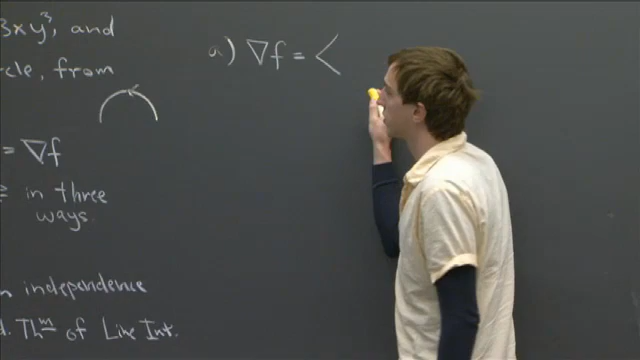 3xy³, and
cle, from
= ∇f
in three
ways.
n independence
d. Thᵐ of Line Int.
a) ∇f = <